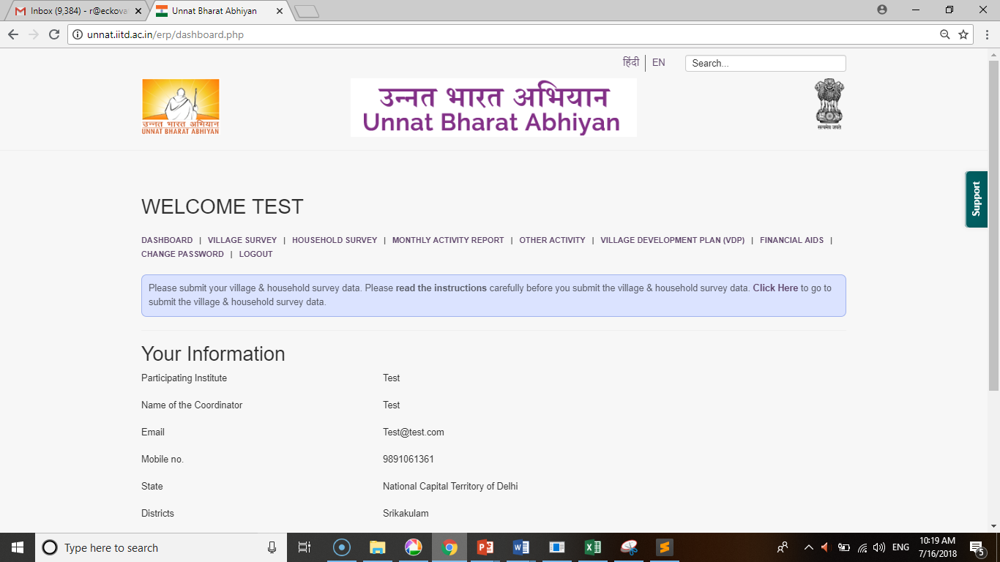 Inbox (9,384) - r@eckova
Unnat Bharat Abhiyan
unnat.iitd.ac.in/erp/dashboard.php
हिंदी EN Search...
उन्नत भारत अभियान
UNNAT BHARAT ABHIYAN
उन्नत भारत अभियान
Unnat Bharat Abhiyan
सत्यमेव जयते
Support
WELCOME TEST
DASHBOARD | VILLAGE SURVEY | HOUSEHOLD SURVEY | MONTHLY ACTIVITY REPORT | OTHER ACTIVITY | VILLAGE DEVELOPMENT PLAN (VDP) | FINANCIAL AIDS |
CHANGE PASSWORD | LOGOUT
Please submit your village & household survey data. Please read the instructions carefully before you submit the village & household survey data. Click Here to go to
submit the village & household survey data.
Your Information
Participating Institute Test
Name of the Coordinator Test
Email Test@test.com
Mobile no. 9891061361
State National Capital Territory of Delhi
Districts Srikakulam
Type here to search
ENG
10:19 AM
7/16/2018
5